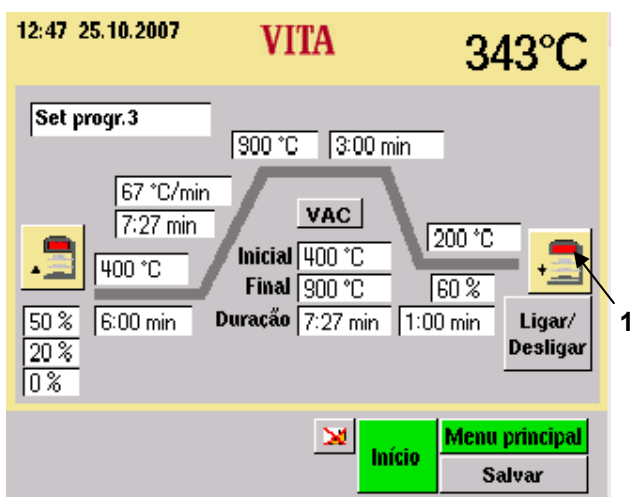 12:47 25.10.2007
VITA
343°C
Set progr.3
900 °C
3:00 min
67 °C/min
7:27 min
VAC
200 °C
400 °C
Inicial 400 °C
Final 900 °C
60 %
50 %
6:00 min
Duração 7:27 min
1:00 min
Ligar/
Desligar
1
20 %
0 %
Início
Menu principal
Salvar